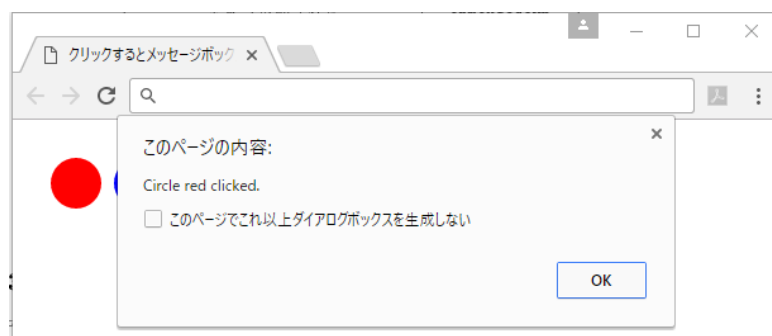 クリックするとメッセージボック
このページの内容:
Circle red clicked.
このページでこれ以上ダイアログボックスを生成しない
OK